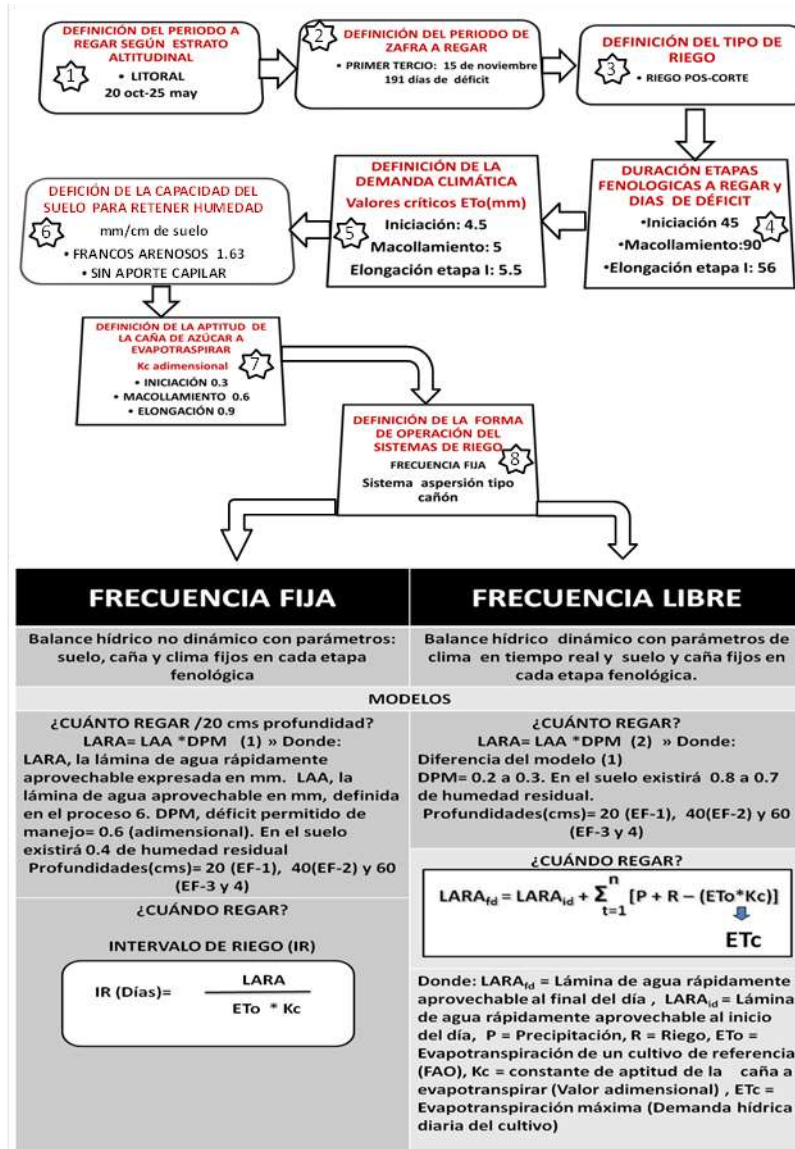 DEFINICIÓN DEL PERIODO A
REGAR SEGÚN ESTRATO
ALTITUDINAL
1
• LITORAL
20 oct-25 may
2
DEFINICIÓN DEL PERIODO DE
ZAFRA A REGAR
• PRIMER TERCIO: 15 de noviembre
191 días de déficit
DEFINICIÓN DEL TIPO DE
RIEGO
3
• RIEGO POS-CORTE
DURACIÓN ETAPAS
FENOLOGICAS A REGAR y
DIAS DE DÉFICIT
•Iniciación 45
4
•Macollamiento:90
•Elongación etapa I: 56
DEFINICIÓN DE LA
DEMANDA CLIMÁTICA
Valores críticos ETo(mm)
Iniciación: 4.5
5
Macollamiento: 5
Elongación etapa I: 5.5
DEFICIÓN DE LA CAPACIDAD DEL
SUELO PARA RETENER HUMEDAD
6
mm/cm de suelo
• FRANCOS ARENOSOS 1.63
• SIN APORTE CAPILAR
DEFINICIÓN DE LA APTITUD DE
LA CAÑA DE AZÚCAR A
EVAPOTRASPIRAR
Kc adimensional
7
• INICIACIÓN 0.3
• MACOLLAMIENTO 0.6
• ELONGACIÓN 0.9
DEFINICIÓN DE LA FORMA
DE OPERACIÓN DEL
SISTEMAS DE RIEGO
8
FRECUENCIA FIJA
Sistema aspersión tipo
cañón
FRECUENCIA FIJA
Balance hídrico no dinámico con parámetros:
suelo, caña y clima fijos en cada etapa
fenológica
FRECUENCIA LIBRE
Balance hídrico dinámico con parámetros de
clima en tiempo real y suelo y caña fijos en
cada etapa fenológica.
MODELOS
¿CUÁNTO REGAR /20 cms profundidad?
LARA= LAA *DPM (1) » Donde:
LARA, la lámina de agua rápidamente
aprovechable expresada en mm. LAA, la
lámina de agua aprovechable en mm, definida
en el proceso 6. DPM, déficit permitido de
manejo= 0.6 (adimensional). En el suelo
existirá 0.4 de humedad residual
Profundidades(cms)= 20 (EF-1), 40(EF-2) y 60
(EF-3 y 4)
¿CUÁNDO REGAR?
INTERVALO DE RIEGO (IR)
IR (Días)= LARA
ETo * Kc
¿CUÁNTO REGAR?
LARA= LAA *DPM (2) » Donde:
Diferencia del modelo (1)
DPM= 0.2 a 0.3. En el suelo existirá 0.8 a 0.7
de humedad residual.
Profundidades(cms)= 20 (EF-1), 40(EF-2) y 60
(EF-3 y 4)
¿CUÁNDO REGAR?
n
LARAfd = LARAid + Σ [P + R – (ETo*Kc)]
t=1
ETc
Donde: LARAfd = Lámina de agua rápidamente
aprovechable al final del día , LARAid = Lámina
de agua rápidamente aprovechable al inicio
del día, P = Precipitación, R = Riego, ETo =
Evapotranspiración de un cultivo de referencia
(FAO), Kc = constante de aptitud de la caña a
evapotranspirar (Valor adimensional) , ETc =
Evapotranspiración máxima (Demanda hídrica
diaria del cultivo)